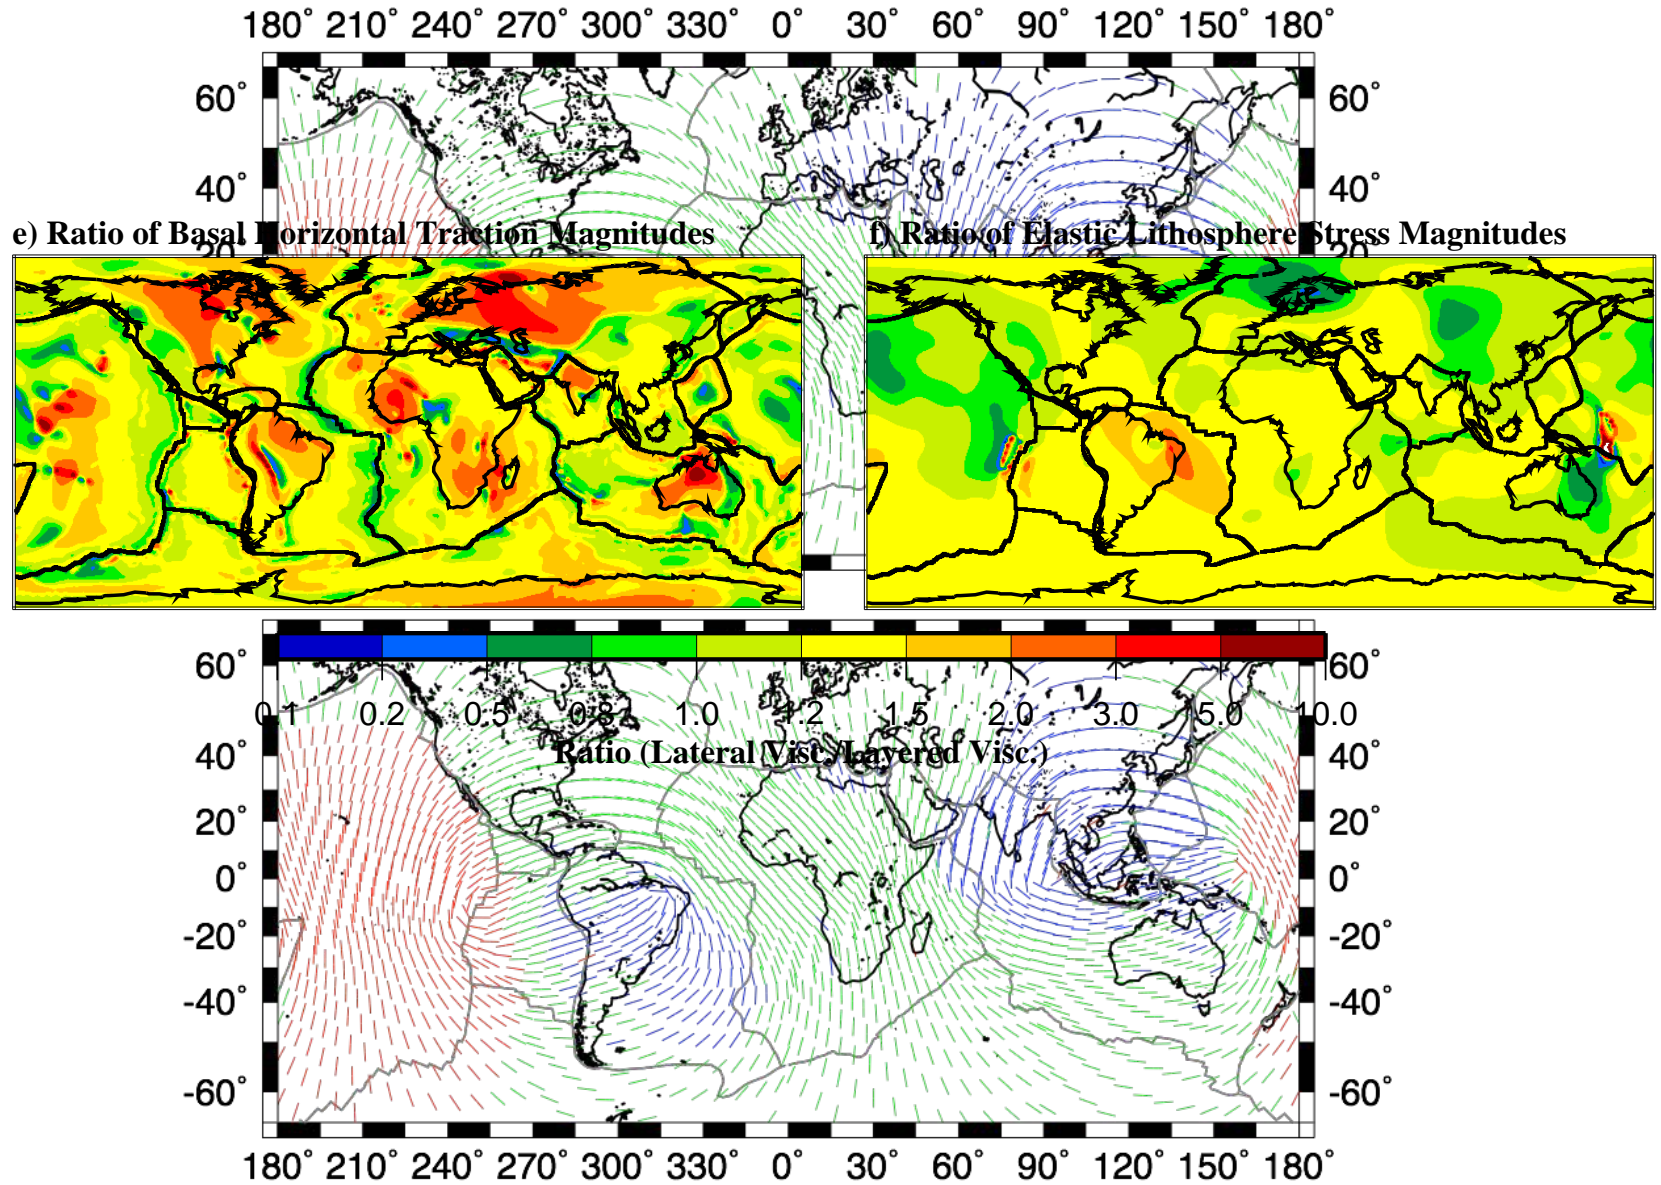 180° 210° 240° 270° 300° 330° 0° 30° 60° 90° 120° 150° 180°
60° 60°
40° 40°
e) Ratio of Basal Horizontal Traction Magnitudes f) Ratio of Elastic Lithosphere Stress Magnitudes
20° 20°
60° 60°
0.1 0.2 0.5 0.8 1.0 1.2 1.5 2.0 3.0 5.0 10.0
Ratio (Lateral Visc./Layered Visc.)
40° 40°
20° 20°
0° 0°
-20° -20°
-40° -40°
-60° -60°
180° 210° 240° 270° 300° 330° 0° 30° 60° 90° 120° 150° 180°